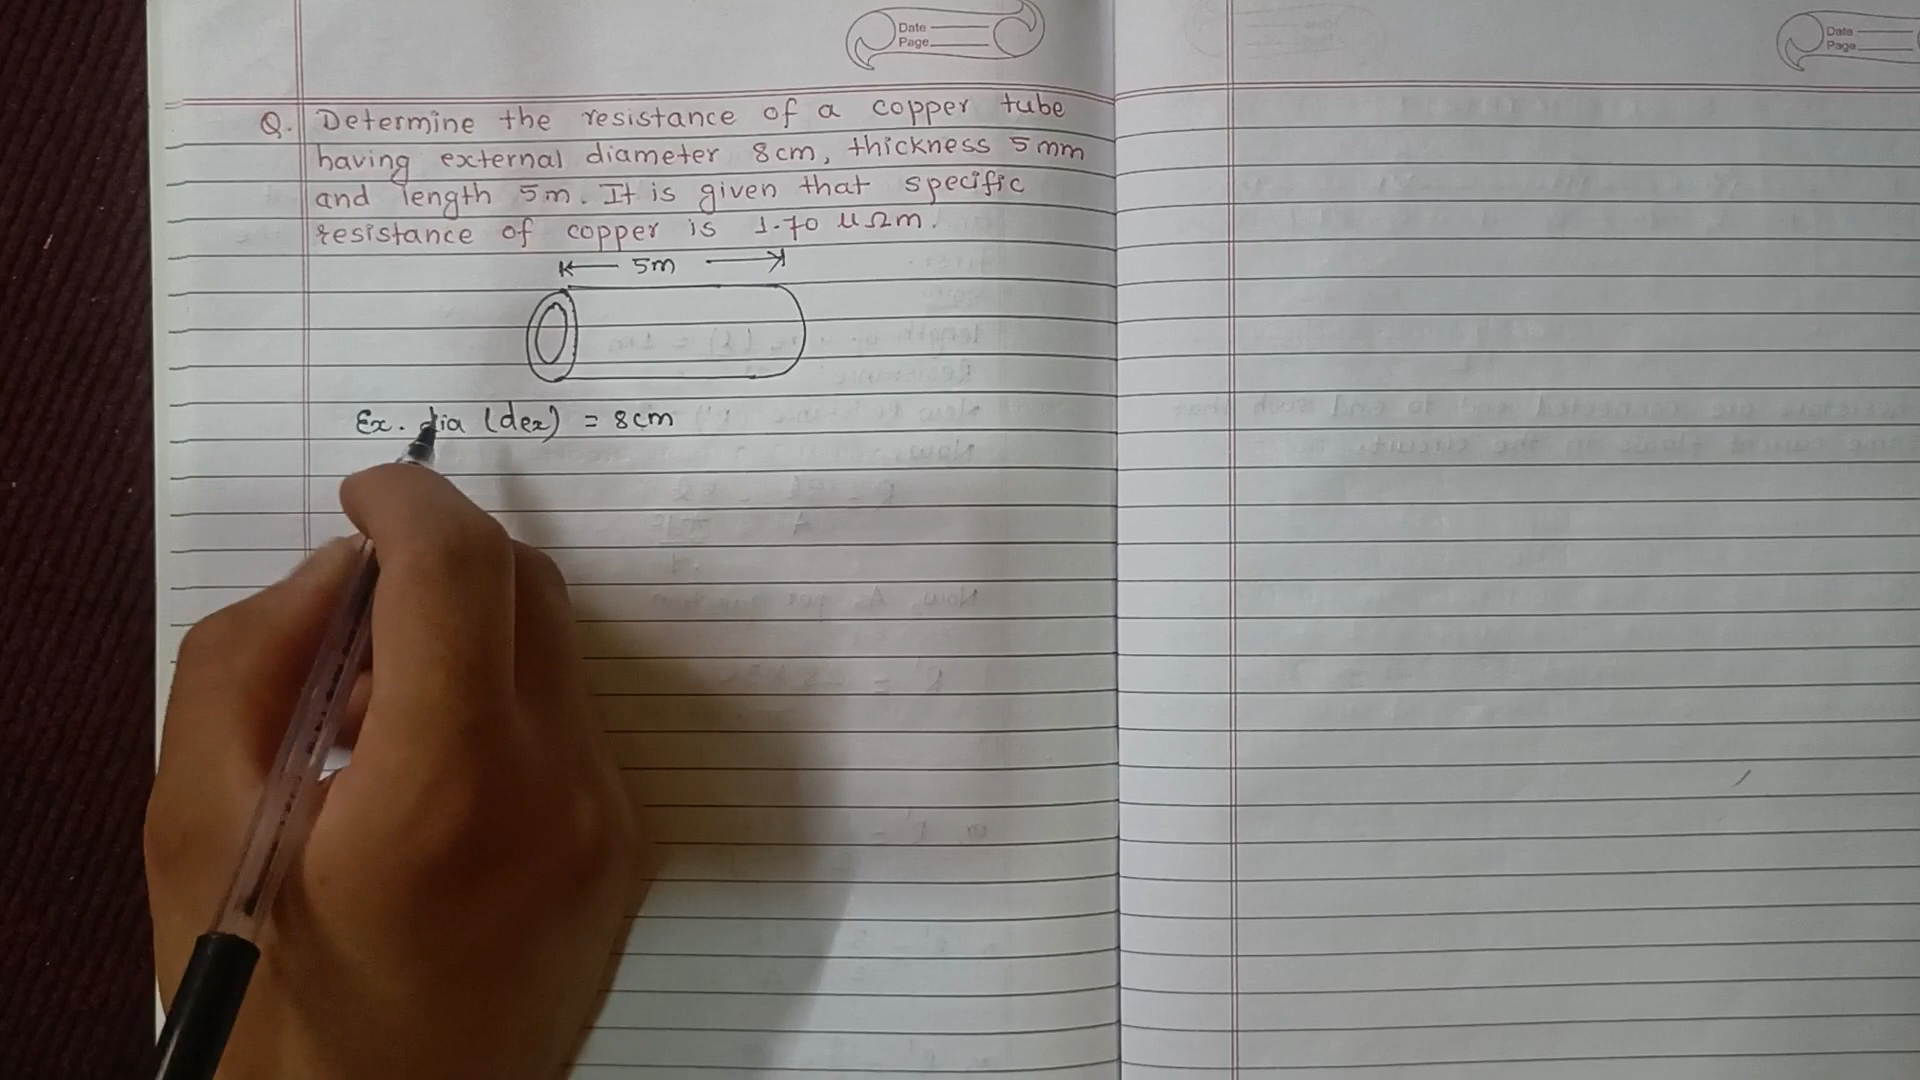 Date
Page
Date
Page
Q. Determine the resistance of a copper tube
having external diameter 8cm, thickness 5mm
and length 5m. It is given that specific
resistance of copper is 1.70 μΩm.
5m
Ex. dia (dex) = 8cm